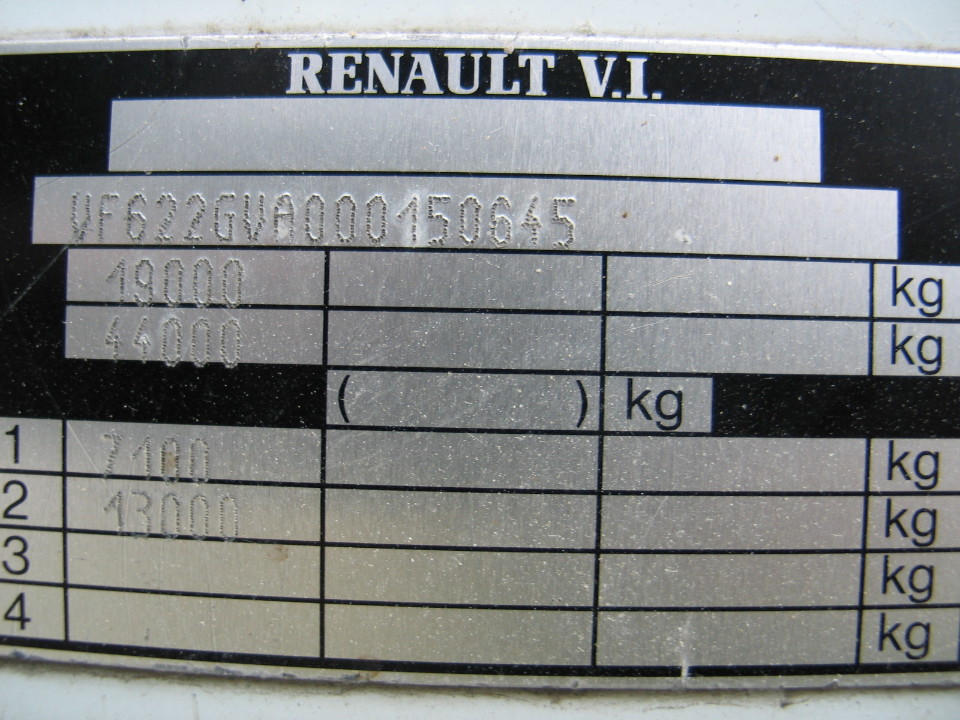 RENAULT V.I.
VF622GVA000150645
19000 kg
44000 kg
( ) kg
1 7100 kg
2 13000 kg
3 kg
4 kg